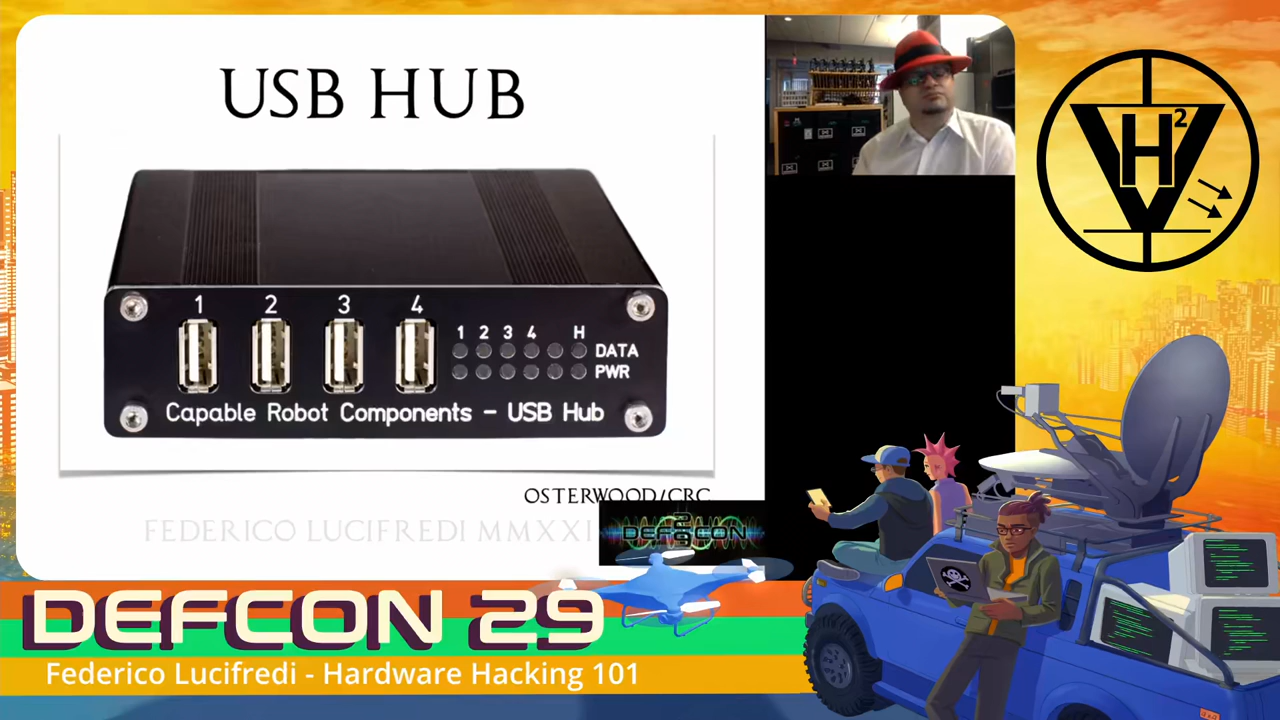 USB HUB
1 2 3 4
1 2 3 4 H
DATA
PWR
Capable Robot Components - USB Hub
OSTERWOOD/CRC
FEDERICO LUCIFREDI MMXXI
DEFCON
H2V
DEFCON 29
Federico Lucifredi - Hardware Hacking 101